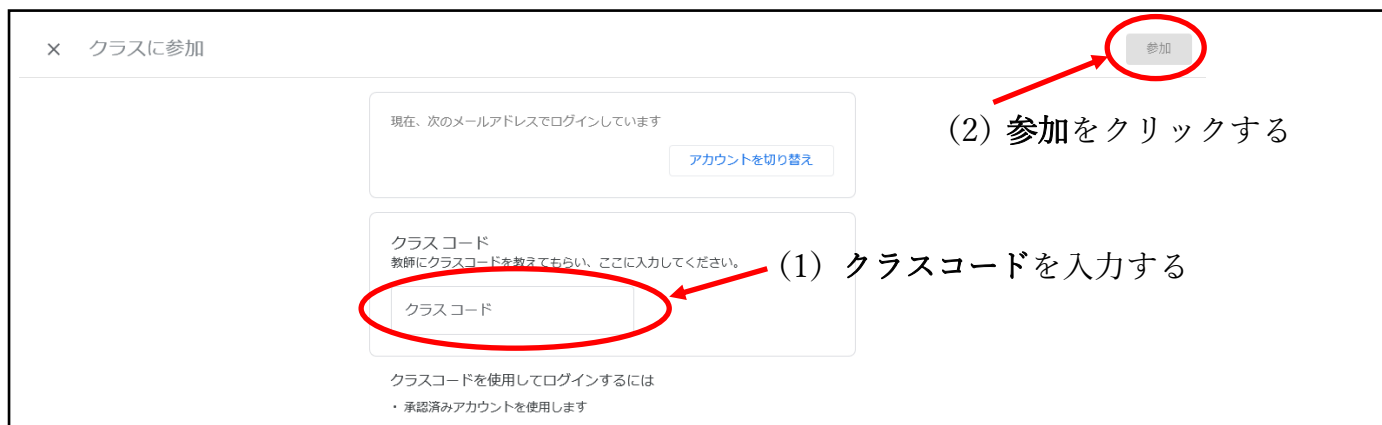 × クラスに参加
参加
現在、次のメールアドレスでログインしています
(2) 参加をクリックする
アカウントを切り替え
クラス コード
教師にクラスコードを教えてもらい、ここに入力してください。
(1) クラスコードを入力する
クラス コード
クラスコードを使用してログインするには
・承認済みアカウントを使用します